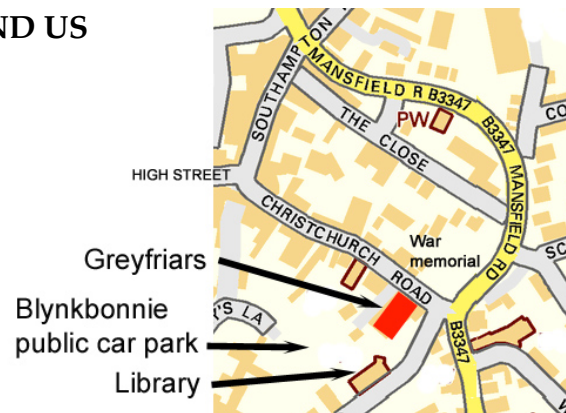 ND US
SOUTHAMPTON
MANSFIELD R B3347
PW
B3347 MANSFIELD RD
CO
THE CLOSE
HIGH STREET
CHRISTCHURCH ROAD
War
memorial
SC
Greyfriars
'S LA
Blynkbonnie
public car park
B3347
Library